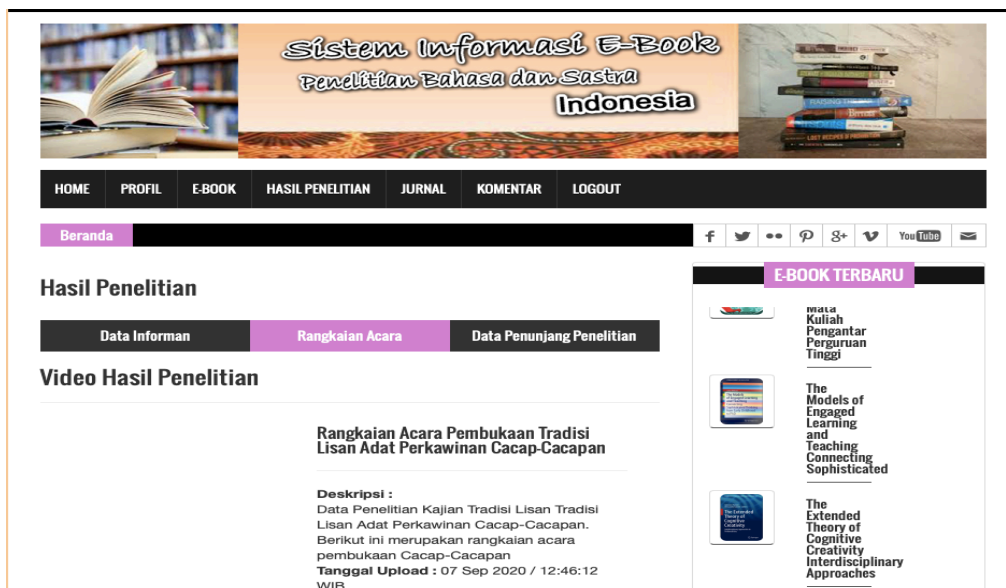 Sistem Informasi E-Book
Penelitian Bahasa dan Sastra
Indonesia
HOME PROFIL E-BOOK HASIL PENELITIAN JURNAL KOMENTAR LOGOUT
Beranda
You Tube
Hasil Penelitian
Data Informan Rangkaian Acara Data Penunjang Penelitian
Video Hasil Penelitian
Rangkaian Acara Pembukaan Tradisi
Lisan Adat Perkawinan Cacap-Cacapan
Deskripsi :
Data Penelitian Kajian Tradisi Lisan Tradisi
Lisan Adat Perkawinan Cacap-Cacapan.
Berikut ini merupakan rangkaian acara
pembukaan Cacap-Cacapan
Tanggal Upload : 07 Sep 2020 / 12:46:12
WIB
E-BOOK TERBARU
Mata
Kuliah
Pengantar
Perguruan
Tinggi
The
Models of
Engaged
Learning
and
Teaching
Connecting
Sophisticated
The
Extended
Theory of
Cognitive
Creativity
Interdisciplinary
Approaches